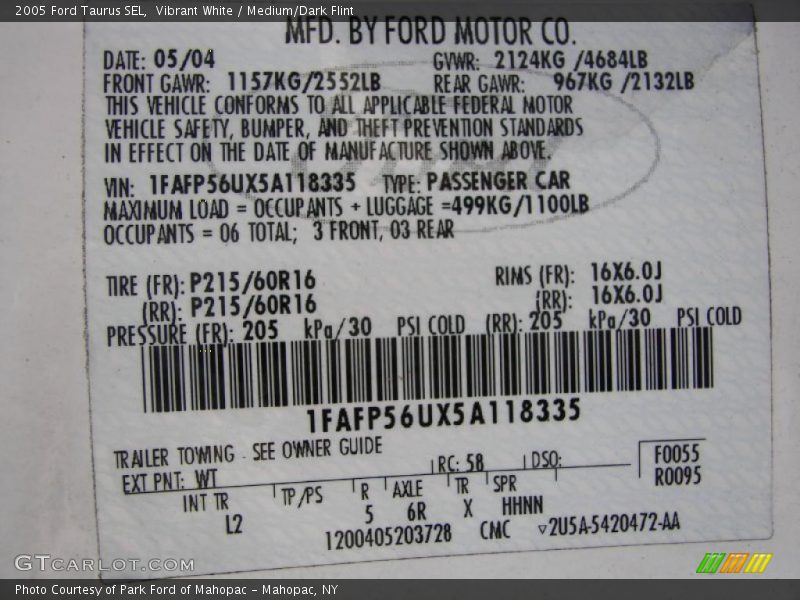 2005 Ford Taurus SEL,  Vibrant White / Medium/Dark Flint
MFD. BY FORD MOTOR CO.
DATE: 05/04 GVWR: 2124KG /4684LB
FRONT GAWR: 1157KG/2552LB REAR GAWR: 967KG /2132LB
THIS VEHICLE CONFORMS TO ALL APPLICABLE FEDERAL MOTOR
VEHICLE SAFETY, BUMPER, AND THEFT PREVENTION STANDARDS
IN EFFECT ON THE DATE OF MANUFACTURE SHOWN ABOVE.
VIN: 1FAFP56UX5A118335 TYPE: PASSENGER CAR
MAXIMUM LOAD = OCCUPANTS + LUGGAGE =499KG/1100LB
OCCUPANTS = 06 TOTAL; 3 FRONT, 03 REAR
TIRE (FR): P215/60R16 RIMS (FR): 16X6.0J
(RR): P215/60R16 (RR): 16X6.0J
PRESSURE (FR): 205 kPa/30 PSI COLD (RR): 205 kPa/30 PSI COLD
1FAFP56UX5A118335
TRAILER TOWING - SEE OWNER GUIDE
EXT PNT: WT RC: 58 DSO: F0055
R0095
INT TR TP/PS R AXLE TR SPR
L2 5 6R X HHNN
1200405203728 CMC ▿2U5A-5420472-AA
GTCARLOT.COM
Photo Courtesy of Park Ford of Mahopac - Mahopac, NY